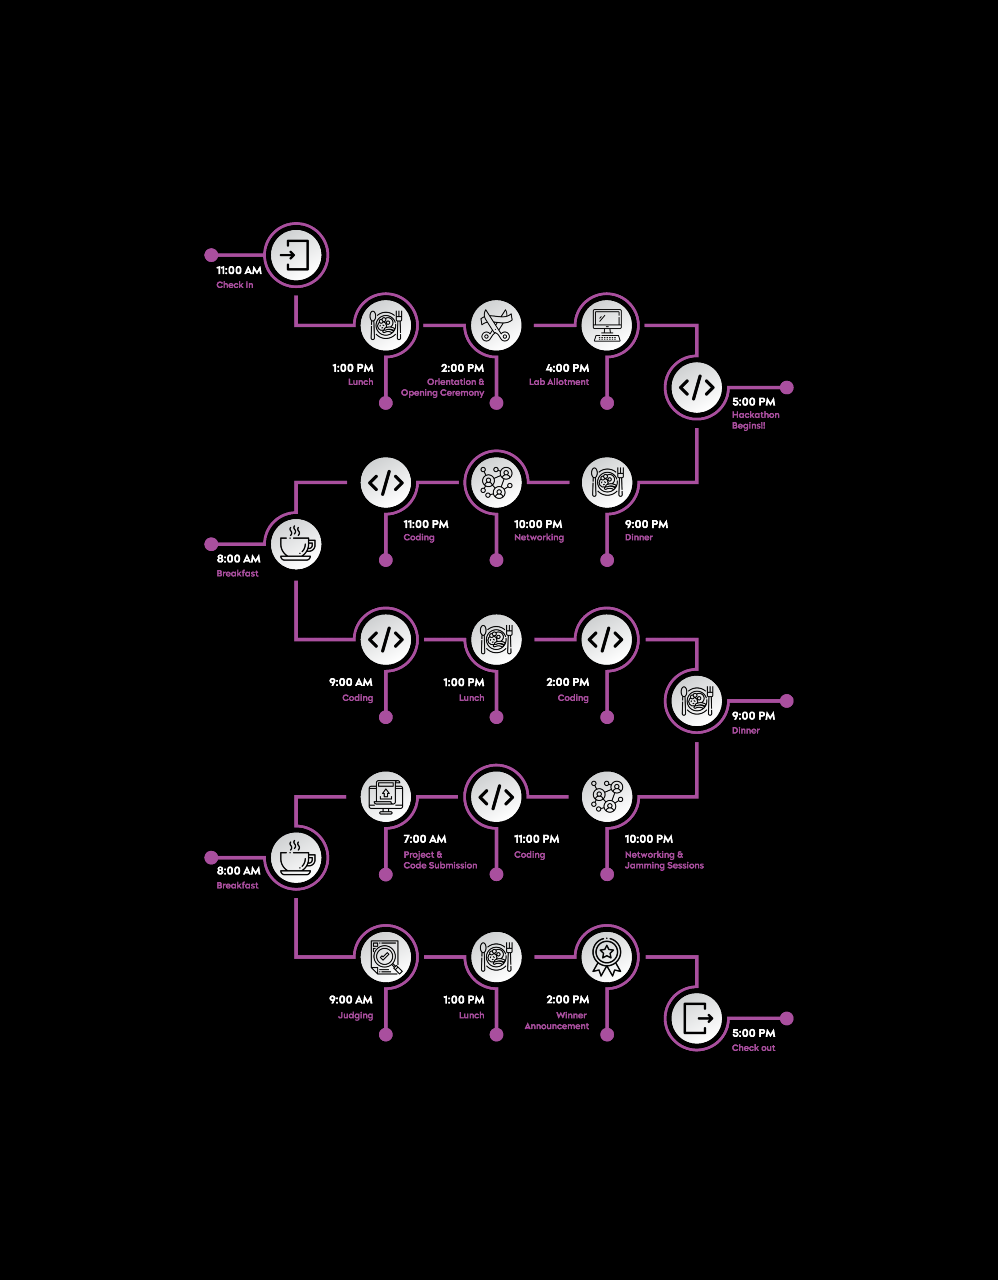 11:00 AM
Check in
1:00 PM
Lunch
2:00 PM
Orientation &
Opening Ceremony
4:00 PM
Lab Allotment
5:00 PM
Hackathon
Begins!!
9:00 PM
Dinner
10:00 PM
Networking
11:00 PM
Coding
8:00 AM
Breakfast
9:00 AM
Coding
1:00 PM
Lunch
2:00 PM
Coding
9:00 PM
Dinner
10:00 PM
Networking &
Jamming Sessions
11:00 PM
Coding
7:00 AM
Project &
Code Submission
8:00 AM
Breakfast
9:00 AM
Judging
1:00 PM
Lunch
2:00 PM
Winner
Announcement
5:00 PM
Check out